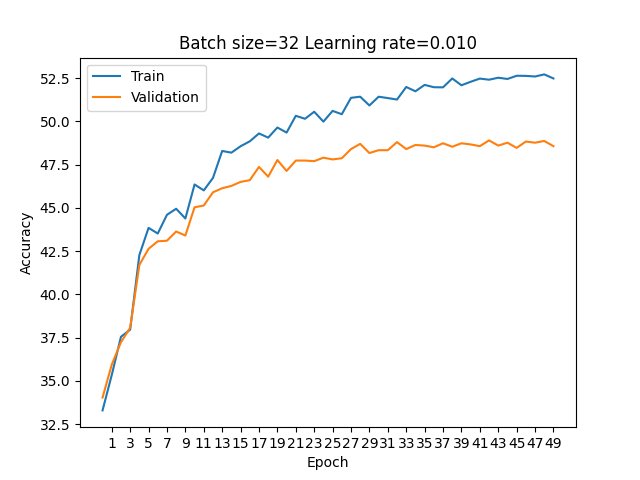 Batch size=32 Learning rate=0.010
Train
Validation
52.5
50.0
47.5
45.0
42.5
40.0
37.5
35.0
32.5
Accuracy
1 3 5 7 9 11 13 15 17 19 21 23 25 27 29 31 33 35 37 39 41 43 45 47 49
Epoch